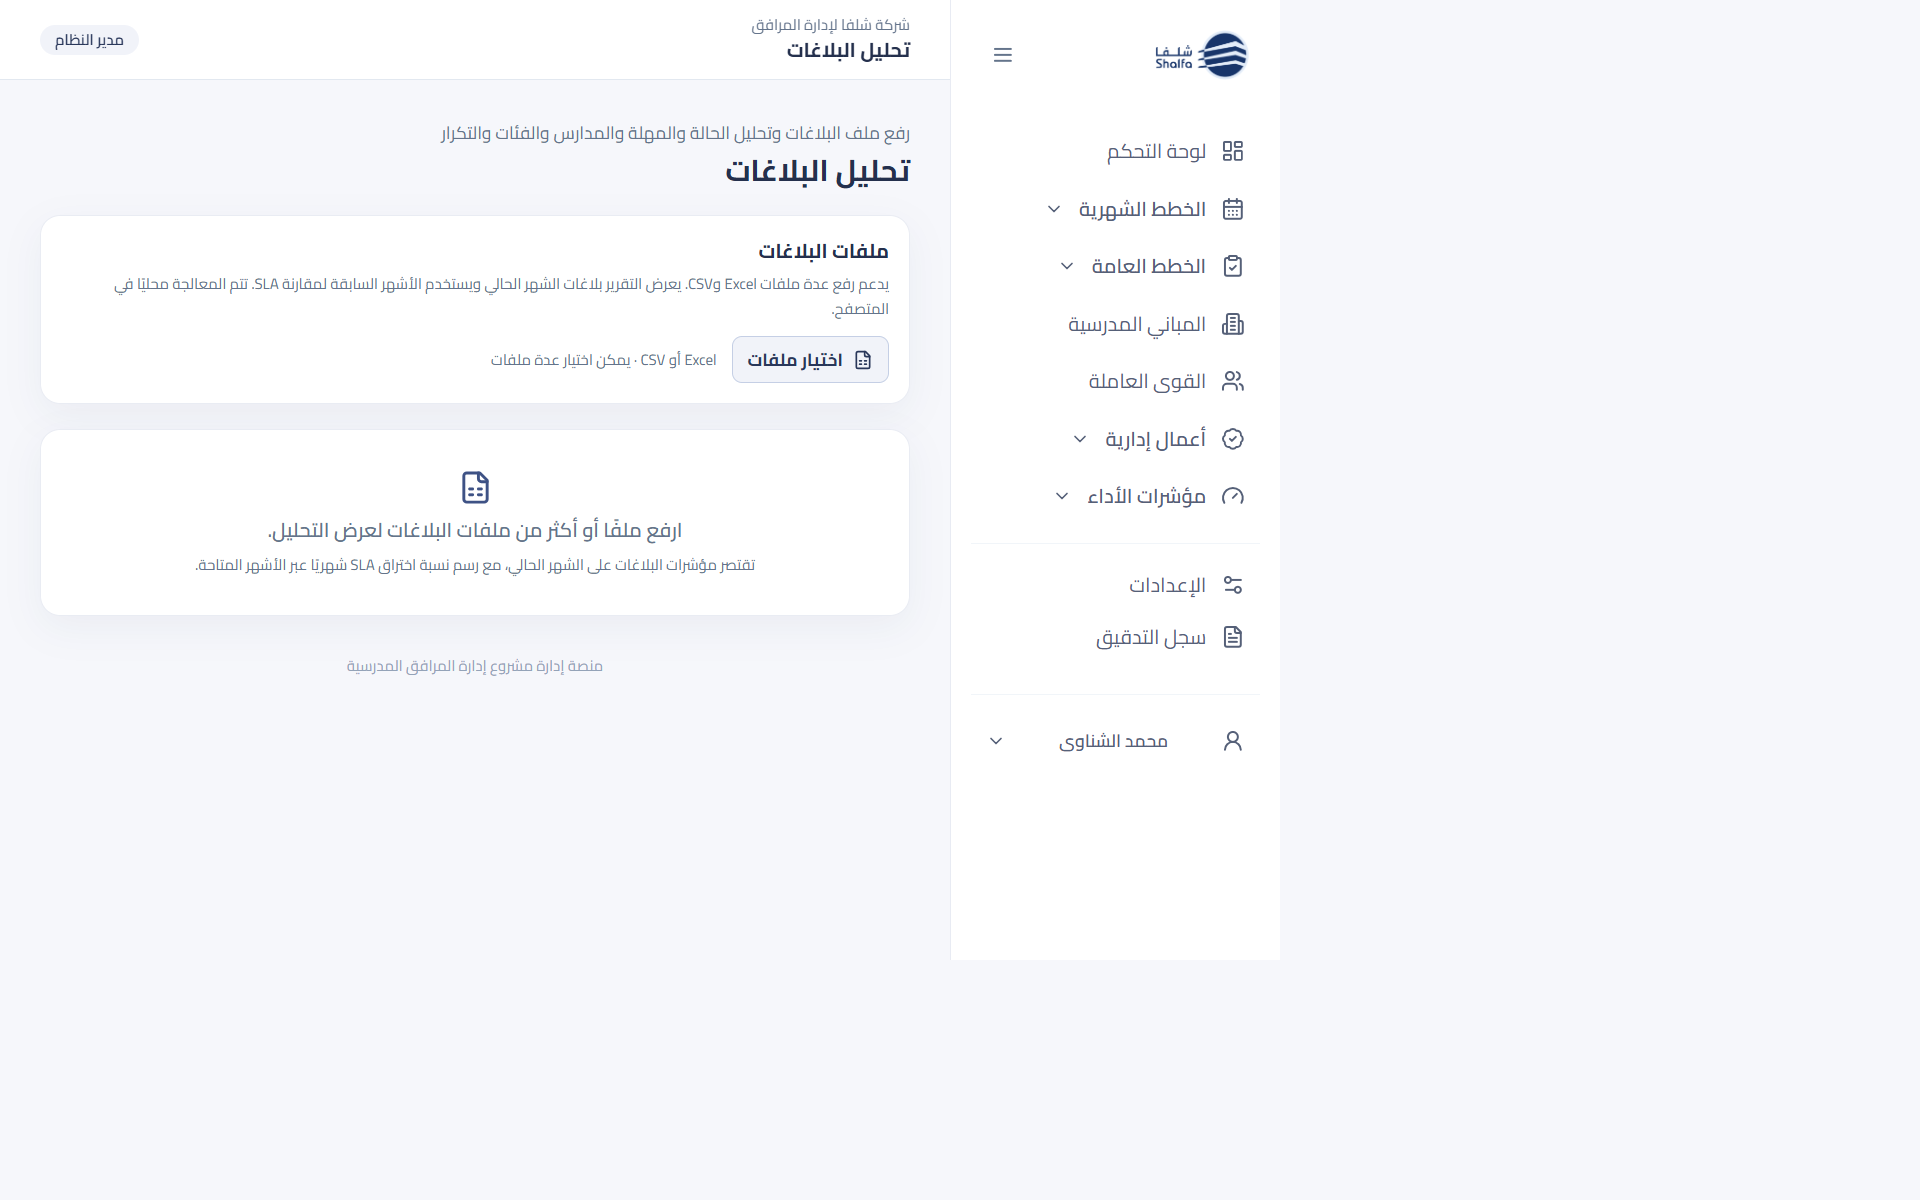 شلفا
Shalfa
لوحة التحكم
الخطط الشهرية
الخطط العامة
المباني المدرسية
القوى العاملة
أعمال إدارية
مؤشرات الأداء
الإعدادات
سجل التدقيق
محمد الشناوى
شركة شلفا لإدارة المرافق
تحليل البلاغات
مدير النظام
رفع ملف البلاغات وتحليل الحالة والمهلة والمدارس والفئات والتكرار
تحليل البلاغات
ملفات البلاغات
يدعم رفع عدة ملفات Excel وCSV. يعرض التقرير بلاغات الشهر الحالي ويستخدم الأشهر السابقة لمقارنة SLA. تتم المعالجة محليًا في
المتصفح.
اختيار ملفات
Excel أو CSV · يمكن اختيار عدة ملفات
ارفع ملفًا أو أكثر من ملفات البلاغات لعرض التحليل.
تقتصر مؤشرات البلاغات على الشهر الحالي، مع رسم نسبة اختراق SLA شهريًا عبر الأشهر المتاحة.
منصة إدارة مشروع إدارة المرافق المدرسية